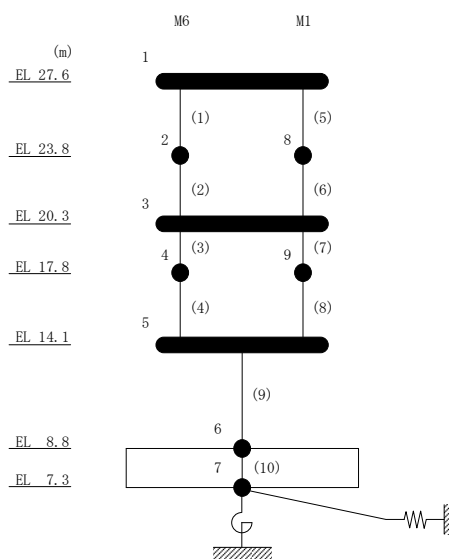 M6 M1
(m)
1
EL 27.6
(1) (5)
2 8
EL 23.8
(2) (6)
3
EL 20.3
(3) (7)
4 9
EL 17.8
(4) (8)
5
EL 14.1
(9)
6
EL 8.8
7 (10)
EL 7.3